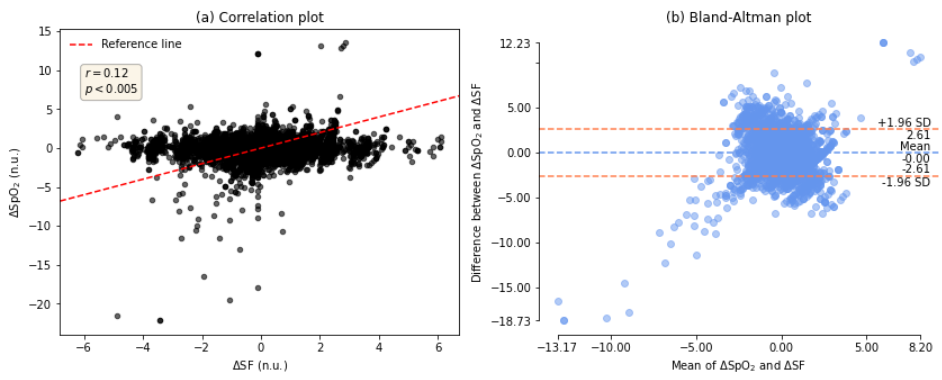 (a) Correlation plot
15
10
5
0
−5
−10
−15
−20
ΔSpO₂ (n.u.)
Reference line
r = 0.12
p < 0.005
−6
−4
−2
0
2
4
6
ΔSF (n.u.)
(b) Bland-Altman plot
12.23
5.00
0.00
−5.00
−10.00
−15.00
−18.73
Difference between ΔSpO₂ and ΔSF
+1.96 SD
2.61
Mean
-0.00
-2.61
-1.96 SD
−13.17
−10.00
−5.00
0.00
5.00
8.20
Mean of ΔSpO₂ and ΔSF